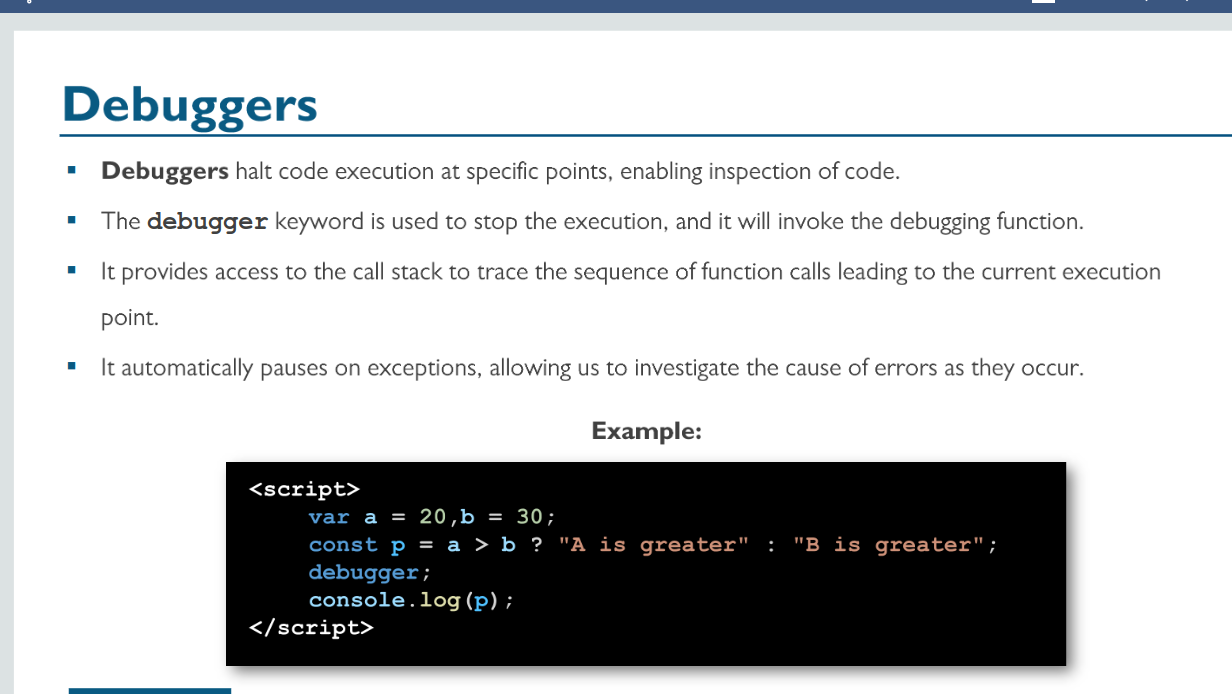 Debuggers
▪ Debuggers halt code execution at specific points, enabling inspection of code.
▪ The debugger keyword is used to stop the execution, and it will invoke the debugging function.
▪ It provides access to the call stack to trace the sequence of function calls leading to the current execution
point.
▪ It automatically pauses on exceptions, allowing us to investigate the cause of errors as they occur.
Example:
<script>
    var a = 20,b = 30;
    const p = a > b ? "A is greater" : "B is greater";
    debugger;
    console.log(p);
</script>